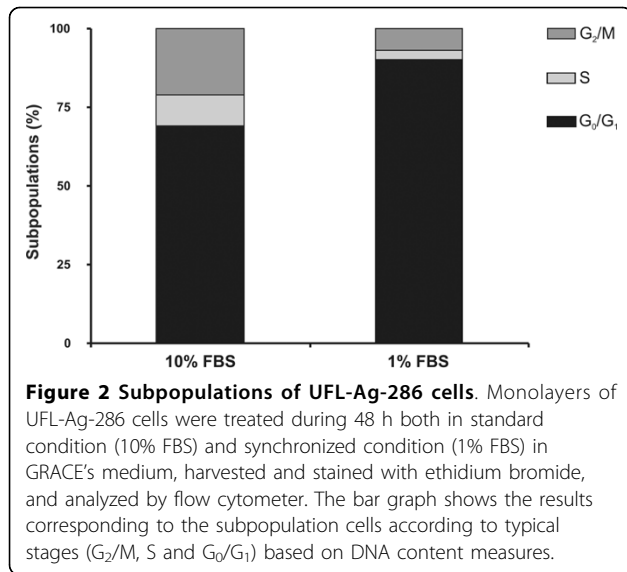 100
75
50
25
0
Subpopulations (%)
10% FBS
1% FBS
G₂/M
S
G₀/G₁
Figure 2 Subpopulations of UFL-Ag-286 cells. Monolayers of
UFL-Ag-286 cells were treated during 48 h both in standard
condition (10% FBS) and synchronized condition (1% FBS) in
GRACE's medium, harvested and stained with ethidium bromide,
and analyzed by flow cytometer. The bar graph shows the results
corresponding to the subpopulation cells according to typical
stages (G₂/M, S and G₀/G₁) based on DNA content measures.